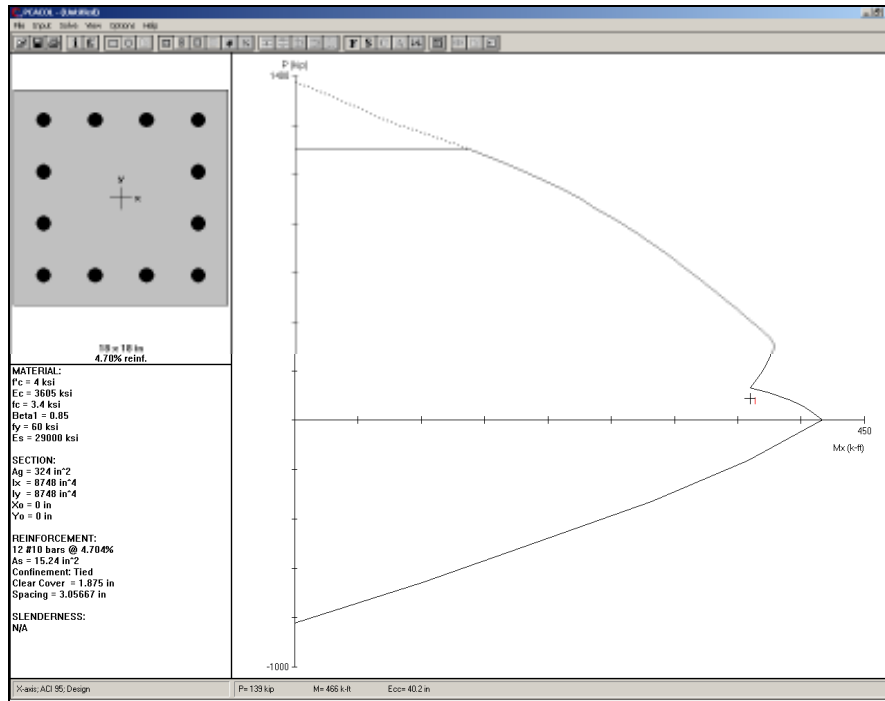 PCACOL - [Untitled]
File Input Solve View Options Help
18 x 18 in
4.70% reinf.
MATERIAL:
f'c = 4 ksi
Ec = 3605 ksi
fc = 3.4 ksi
Beta1 = 0.85
fy = 60 ksi
Es = 29000 ksi
SECTION:
Ag = 324 in^2
Ix = 8748 in^4
Iy = 8748 in^4
Xo = 0 in
Yo = 0 in
REINFORCEMENT:
12 #10 bars @ 4.704%
As = 15.24 in^2
Confinement: Tied
Clear Cover = 1.875 in
Spacing = 3.05667 in
SLENDERNESS:
N/A
y
x
P (kip)
1400
1
450
Mx (k-ft)
-1000
X-axis; ACI 95; Design
P= 139 kip M= 466 k-ft Ecc= 40.2 in